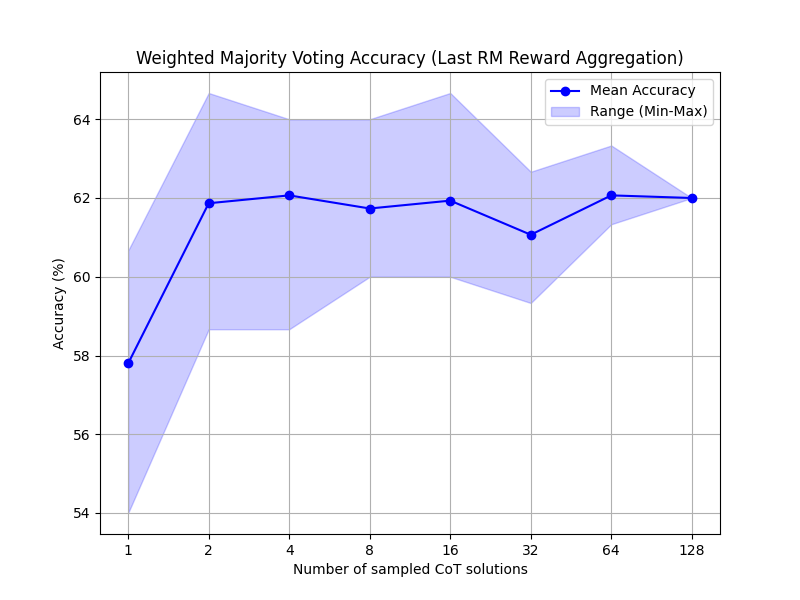 Weighted Majority Voting Accuracy (Last RM Reward Aggregation)
Mean Accuracy
Range (Min-Max)
64
62
60
58
56
54
Accuracy (%)
1 2 4 8 16 32 64 128
Number of sampled CoT solutions